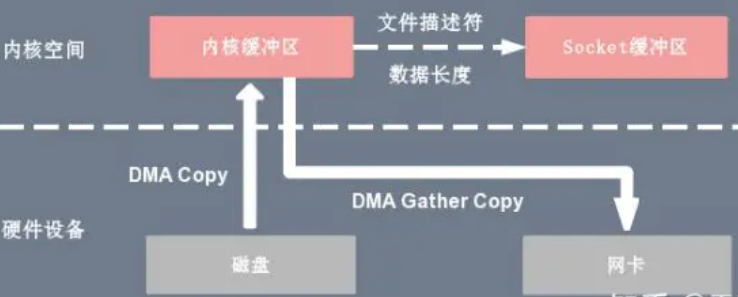 文件描述符
内核空间
内核缓冲区
Socket缓冲区
数据长度
DMA Copy
DMA Gather Copy
硬件设备
磁盘
网卡